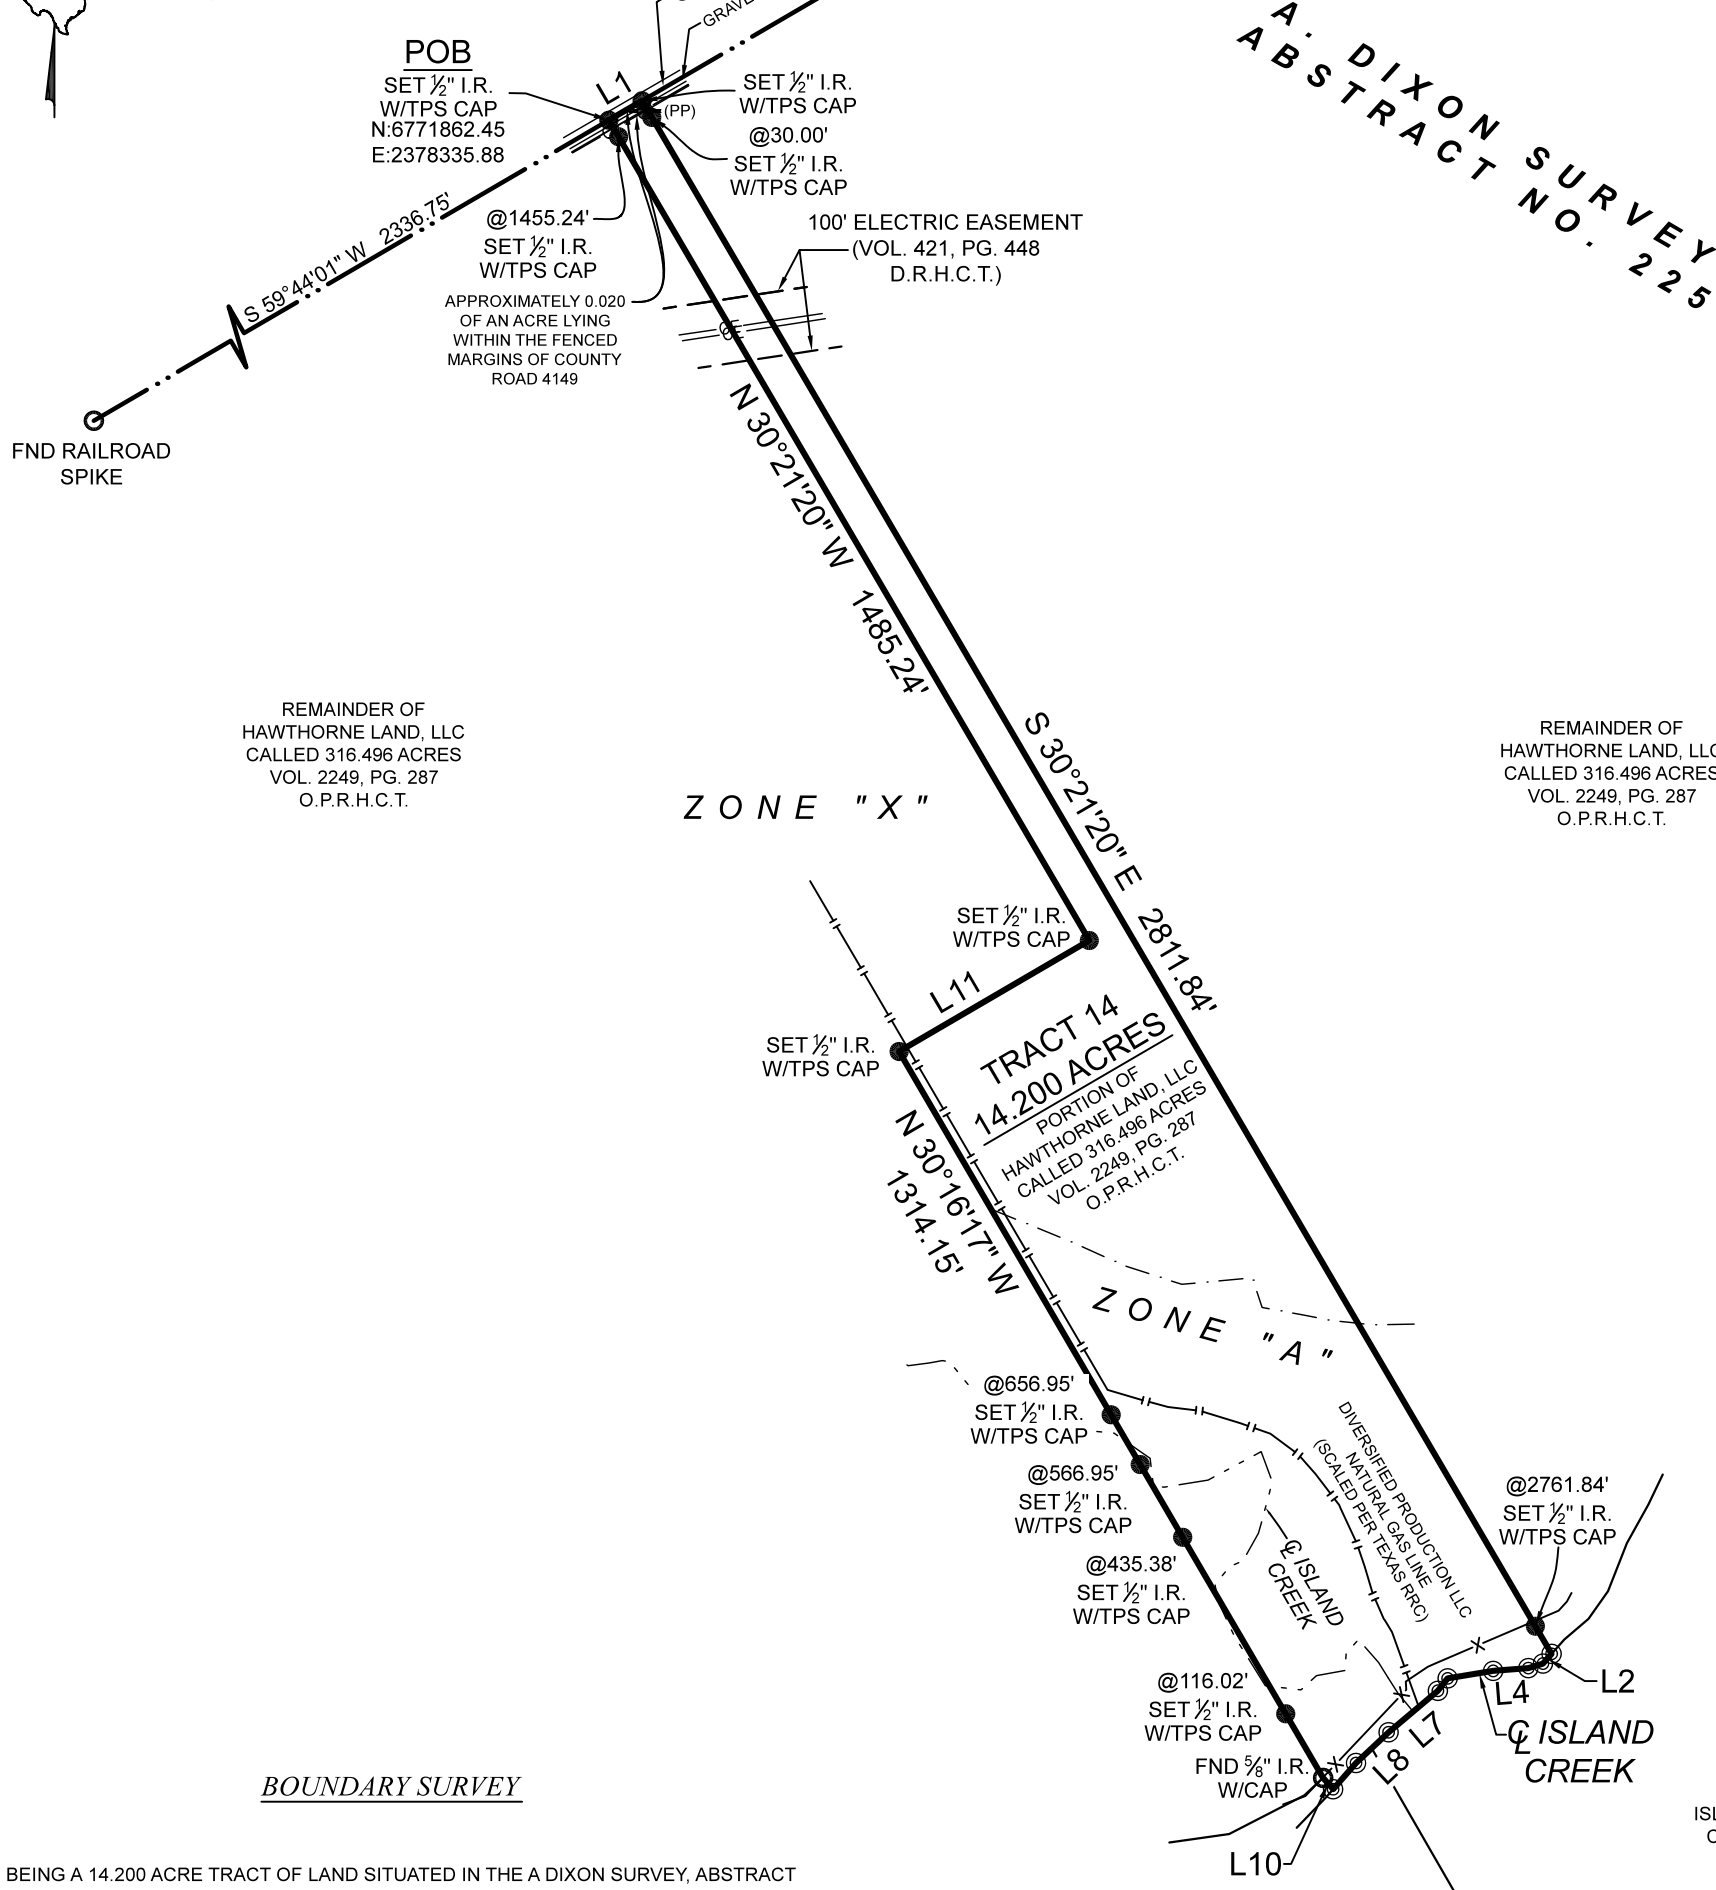 GRAVE
A. DIXON SURVEY
ABSTRACT NO. 225
POB
SET ½" I.R.
W/TPS CAP
N:6771862.45
E:2378335.88
L1
(PP)
SET ½" I.R.
W/TPS CAP
@30.00'
SET ½" I.R.
W/TPS CAP
@1455.24'
SET ½" I.R.
W/TPS CAP
100' ELECTRIC EASEMENT
(VOL. 421, PG. 448
D.R.H.C.T.)
S 59°44'01" W 2336.75'
APPROXIMATELY 0.020
OF AN ACRE LYING
WITHIN THE FENCED
MARGINS OF COUNTY
ROAD 4149
OE
OE
FND RAILROAD
SPIKE
N 30°21'20" W 1485.24'
S 30°21'20" E 2811.84'
REMAINDER OF
HAWTHORNE LAND, LLC
CALLED 316.496 ACRES
VOL. 2249, PG. 287
O.P.R.H.C.T.
REMAINDER OF
HAWTHORNE LAND, LLC
CALLED 316.496 ACRES
VOL. 2249, PG. 287
O.P.R.H.C.T.
ZONE "X"
SET ½" I.R.
W/TPS CAP
L11
SET ½" I.R.
W/TPS CAP
TRACT 14
14.200 ACRES
PORTION OF
HAWTHORNE LAND, LLC
CALLED 316.496 ACRES
VOL. 2249, PG. 287
O.P.R.H.C.T.
N 30°16'17" W
1314.15'
ZONE "A"
@656.95'
SET ½" I.R.
W/TPS CAP
@566.95'
SET ½" I.R.
W/TPS CAP
@435.38'
SET ½" I.R.
W/TPS CAP
@116.02'
SET ½" I.R.
W/TPS CAP
FND ⅝" I.R.
W/CAP
DIVERSIFIED PRODUCTION LLC
NATURAL GAS LINE
(SCALED PER TEXAS RRC)
℄ ISLAND
CREEK
@2761.84'
SET ½" I.R.
W/TPS CAP
X
X
X
L2
L4
L7
L8
L10
℄ ISLAND
CREEK
ISL
C
BOUNDARY SURVEY
BEING A 14.200 ACRE TRACT OF LAND SITUATED IN THE A DIXON SURVEY, ABSTRACT